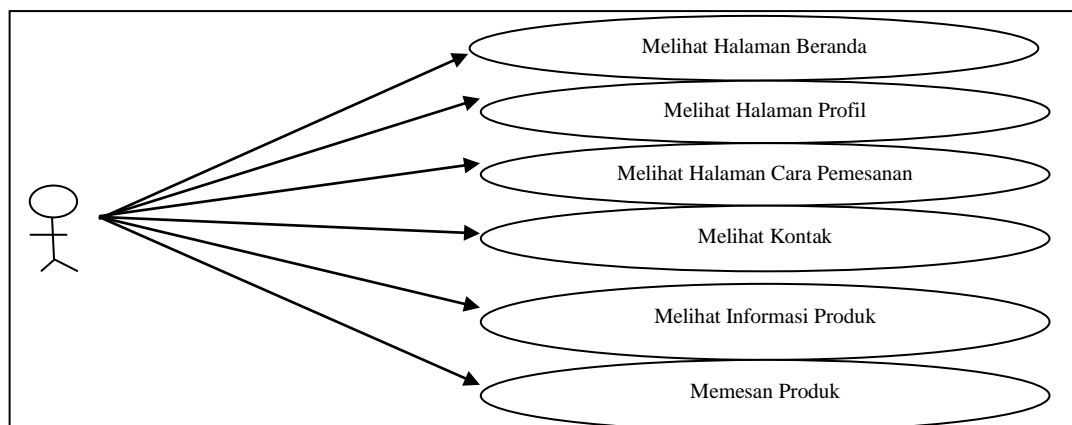 Melihat Halaman Beranda
Melihat Halaman Profil
Melihat Halaman Cara Pemesanan
Melihat Kontak
Melihat Informasi Produk
Memesan Produk